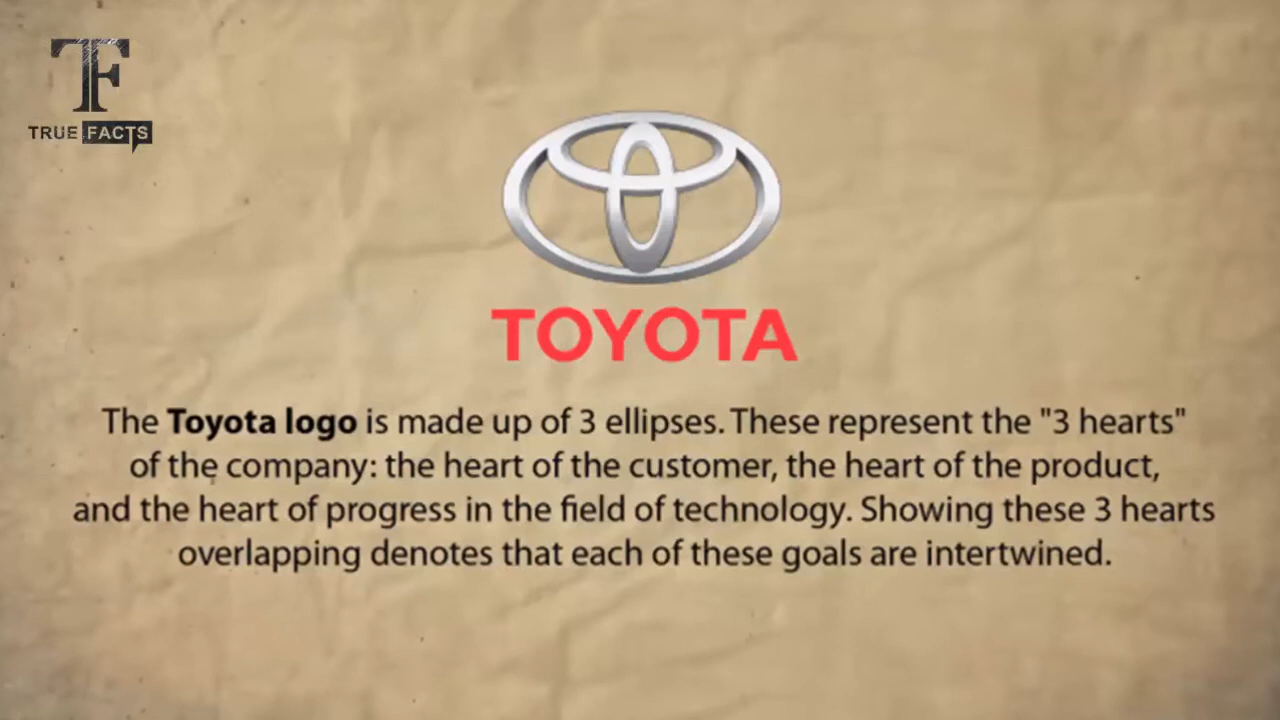 TF
TRUE FACTS
TOYOTA
The Toyota logo is made up of 3 ellipses. These represent the "3 hearts"
of the company: the heart of the customer, the heart of the product,
and the heart of progress in the field of technology. Showing these 3 hearts
overlapping denotes that each of these goals are intertwined.